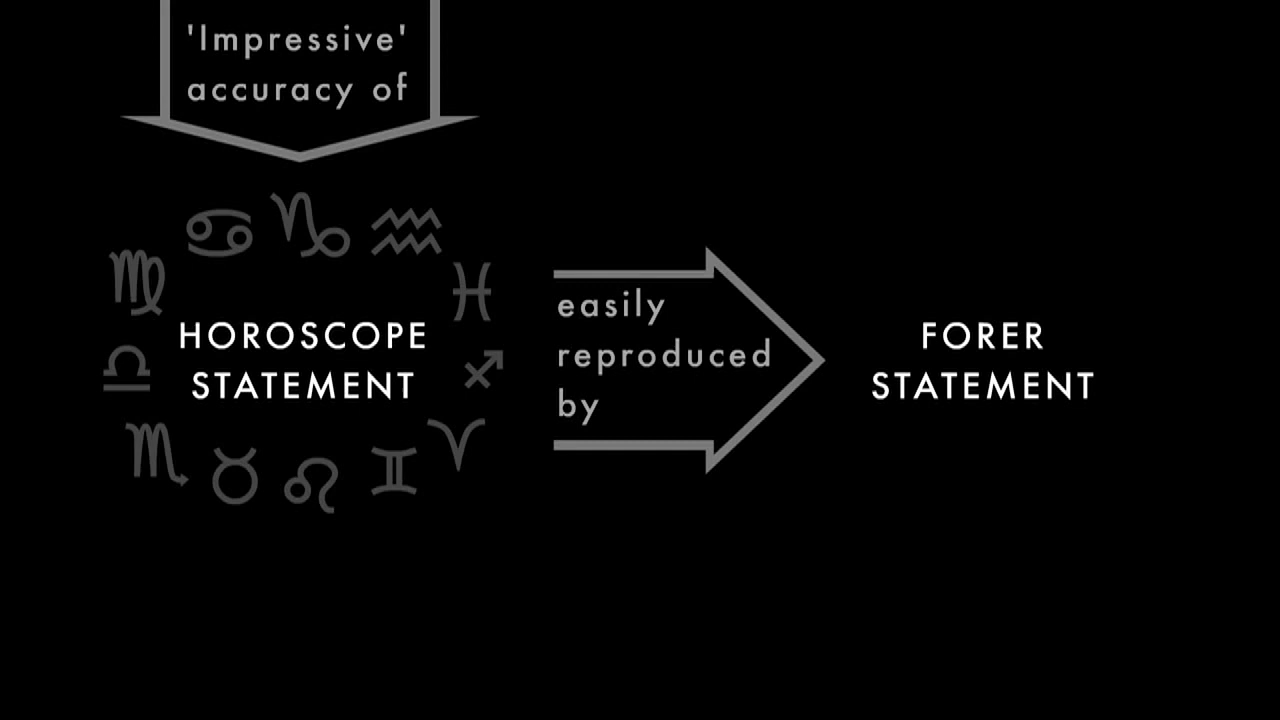 'Impressive'
accuracy of
HOROSCOPE
STATEMENT
easily
reproduced
by
FORER
STATEMENT